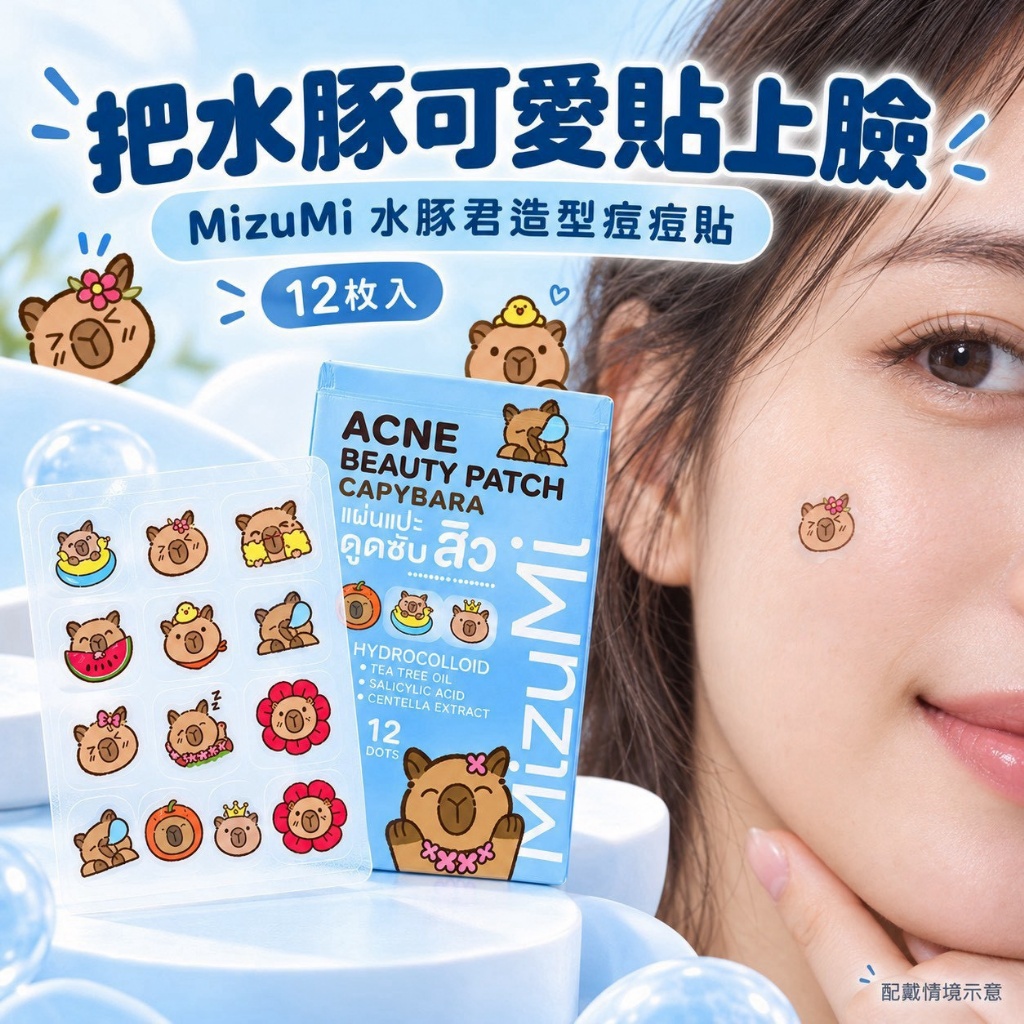 把水豚可愛貼上臉
MizuMi 水豚君造型痘痘貼
12枚入
ACNE
BEAUTY PATCH
CAPYBARA
แผ่นแปะ
ดูดซับ สิว
HYDROCOLLOID
• TEA TREE OIL
• SALICYLIC ACID
• CENTELLA EXTRACT
12
DOTS
MizuMi
z z z
配戴情境示意